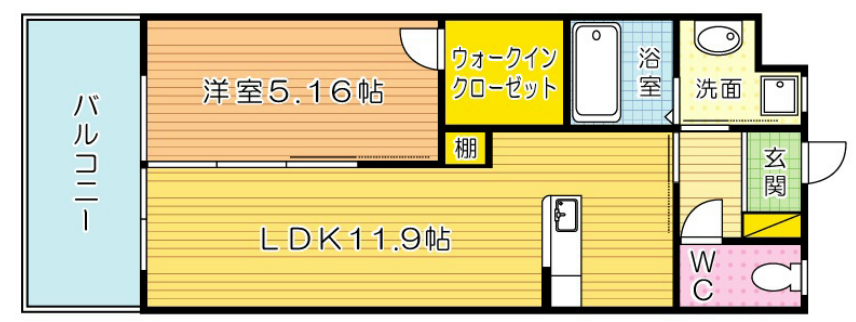 バルコニー
洋室5.16帖
ウォークイン
クローゼット
浴室
洗面
棚
玄関
LDK11.9帖
WC